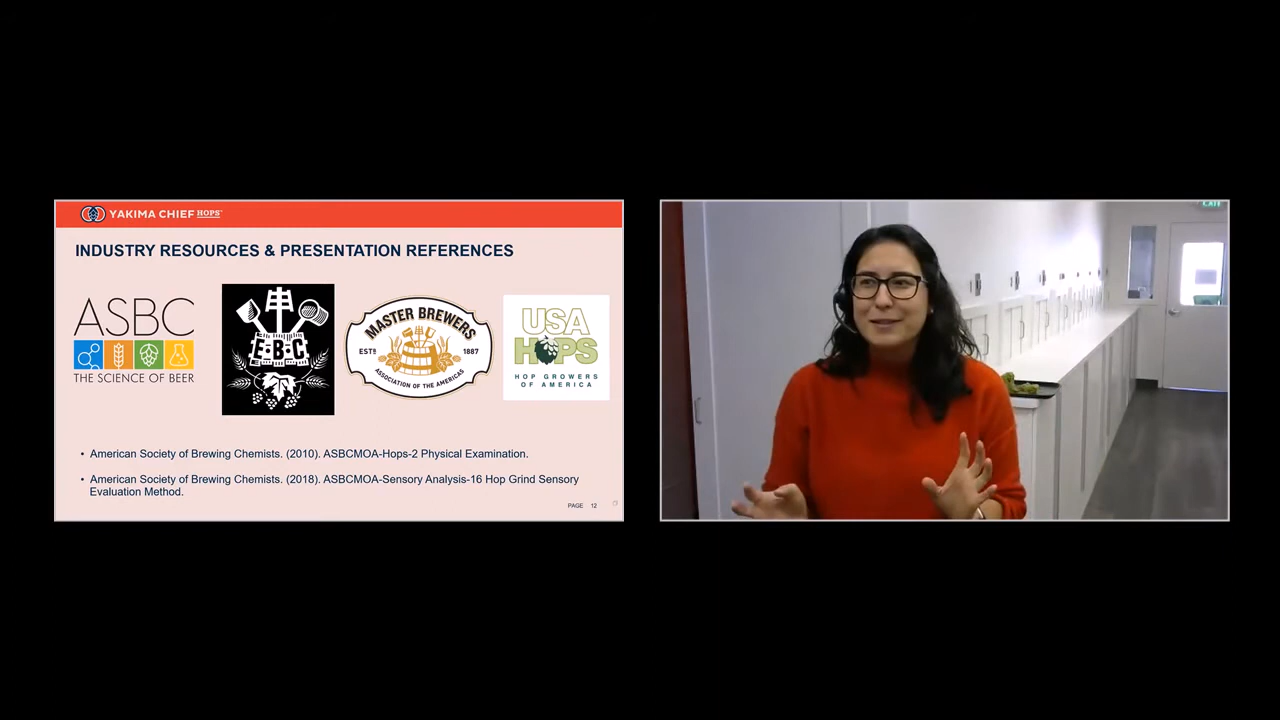 YAKIMA CHIEF HOPS
INDUSTRY RESOURCES & PRESENTATION REFERENCES
ASBC
THE SCIENCE OF BEER
E·B·C
MASTER BREWERS
ESTD 1887
ASSOCIATION OF THE AMERICAS
USA
HOPS
HOP GROWERS
OF AMERICA
• American Society of Brewing Chemists. (2010). ASBCMOA-Hops-2 Physical Examination.
• American Society of Brewing Chemists. (2018). ASBCMOA-Sensory Analysis-16 Hop Grind Sensory
Evaluation Method.
PAGE 12
EXIT